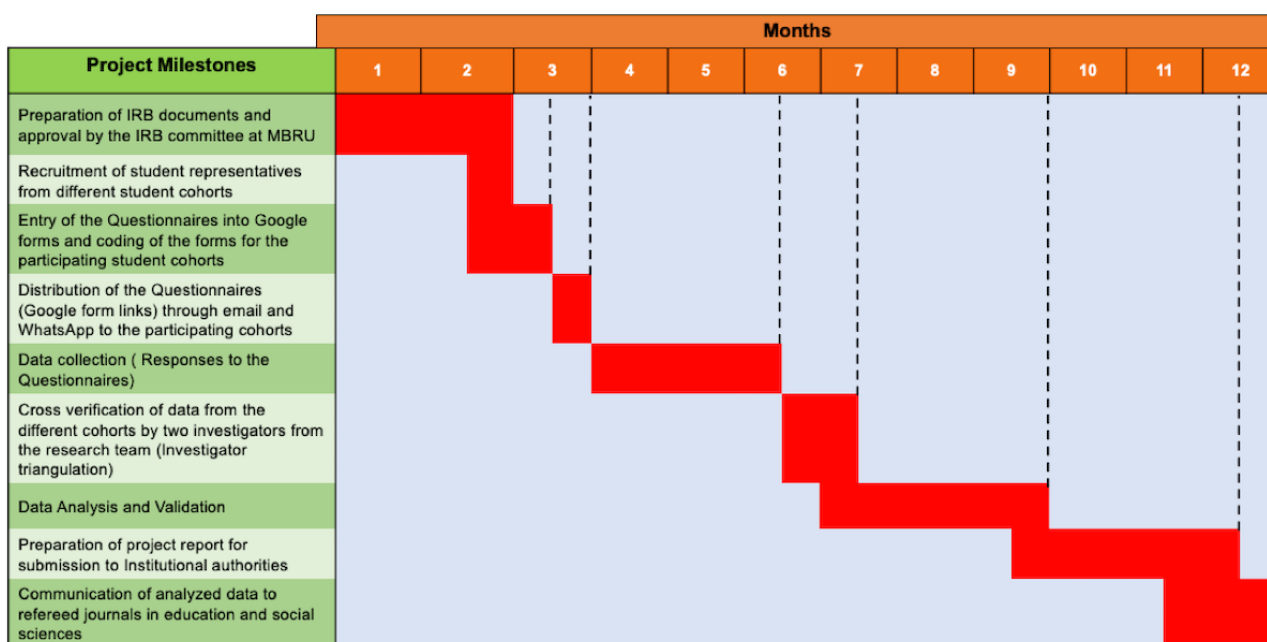 Months
Project Milestones
1 2 3 4 5 6 7 8 9 10 11 12
Preparation of IRB documents and
approval by the IRB committee at MBRU
Recruitment of student representatives
from different student cohorts
Entry of the Questionnaires into Google
forms and coding of the forms for the
participating student cohorts
Distribution of the Questionnaires
(Google form links) through email and
WhatsApp to the participating cohorts
Data collection ( Responses to the
Questionnaires)
Cross verification of data from the
different cohorts by two investigators from
the research team (Investigator
triangulation)
Data Analysis and Validation
Preparation of project report for
submission to Institutional authorities
Communication of analyzed data to
refereed journals in education and social
sciences